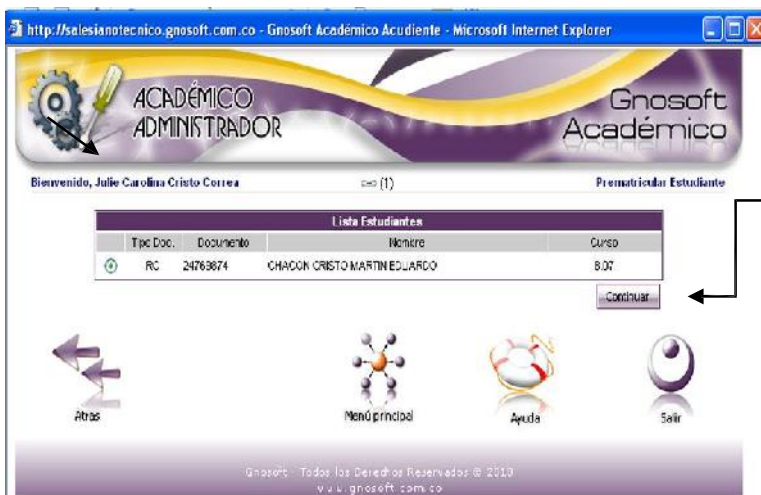 http://salesianotecnico.gnosoft.com.co - Gnosoft Académico Acudiente - Microsoft Internet Explorer
ACADÉMICO
ADMINISTRADOR
Gnosoft
Académico
Bienvenido, Julie Carolina Cristo Correa (1) Prematricular Estudiante
Lista Estudiantes
Tipo Doc. Documento Nombre Curso
RC 24768874 CHACON CRISTO MARTIN EDUARDO 8.07
Continuar
Atras Menú principal Ayuda Salir
Gnosoft - Todos los Derechos Reservados © 2010
www.gnosoft.com.co